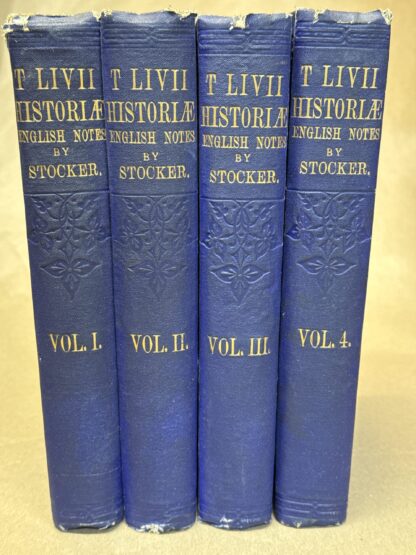 T LIVII
HISTORIÆ
ENGLISH NOTES
BY
STOCKER.
VOL. I.
T LIVII
HISTORIÆ
ENGLISH NOTES
BY
STOCKER.
VOL. II.
T LIVII
HISTORIÆ
ENGLISH NOTES
BY
STOCKER.
VOL. III.
T LIVII
HISTORIÆ
ENGLISH NOTES
BY
STOCKER.
VOL. 4.